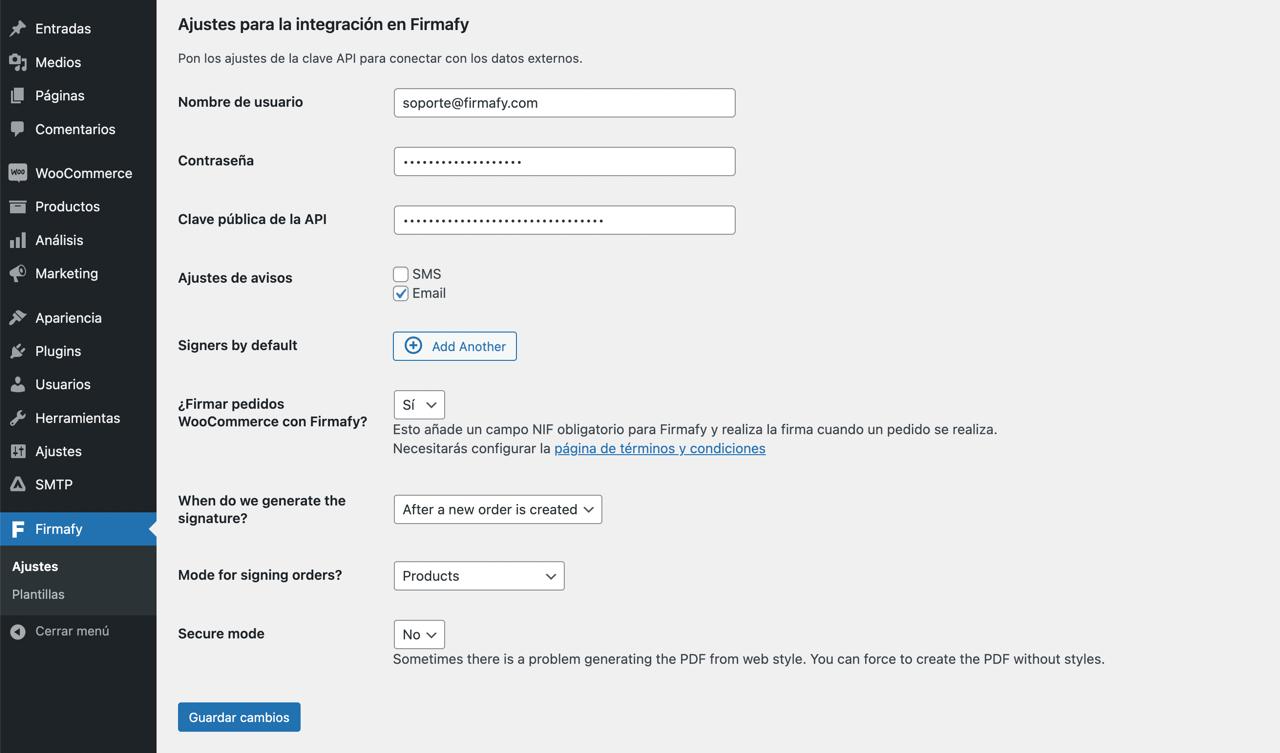 Entradas
Medios
Páginas
Comentarios
WooCommerce
Productos
Análisis
Marketing
Apariencia
Plugins
Usuarios
Herramientas
Ajustes
SMTP
Firmafy
Ajustes
Plantillas
Cerrar menú
Ajustes para la integración en Firmafy
Pon los ajustes de la clave API para conectar con los datos externos.
Nombre de usuario
soporte@firmafy.com
Contraseña
Clave pública de la API
Ajustes de avisos
SMS
Email
Signers by default
Add Another
¿Firmar pedidos
WooCommerce con Firmafy?
Sí
Esto añade un campo NIF obligatorio para Firmafy y realiza la firma cuando un pedido se realiza.
Necesitarás configurar la página de términos y condiciones
When do we generate the
signature?
After a new order is created
Mode for signing orders?
Products
Secure mode
No
Sometimes there is a problem generating the PDF from web style. You can force to create the PDF without styles.
Guardar cambios